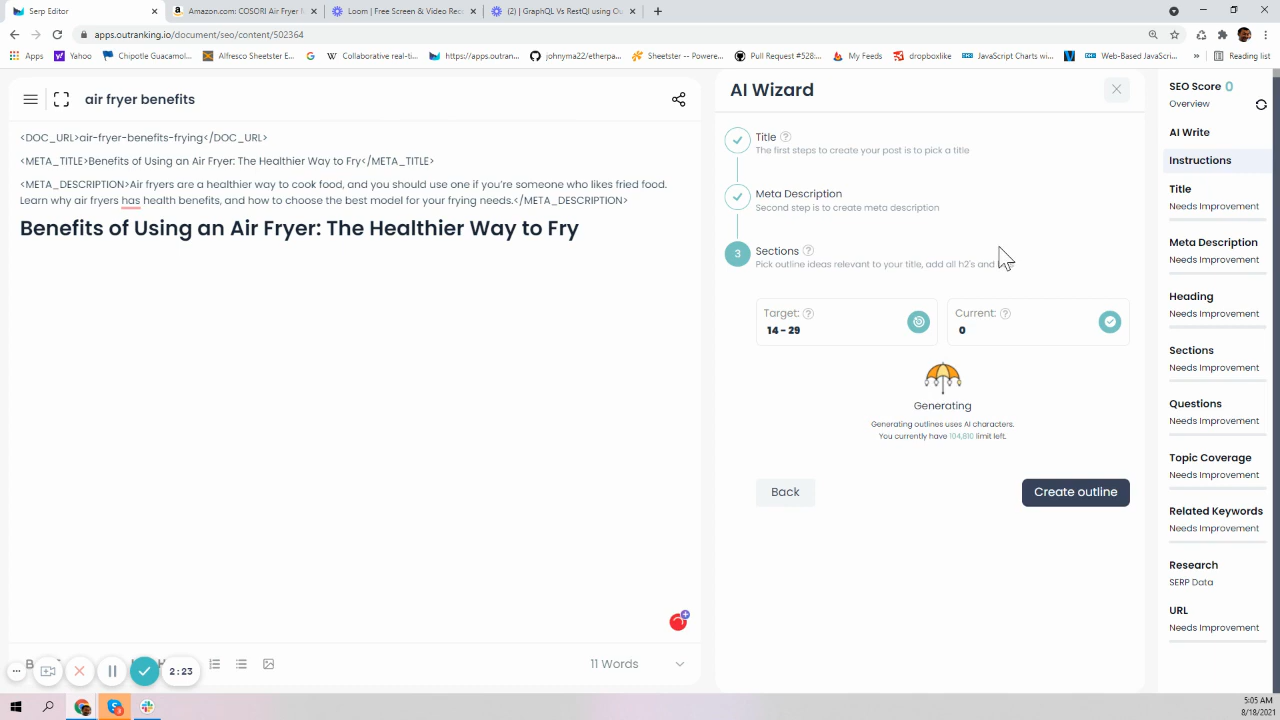 Serp Editor
Amazon.com: COSORI Air Fryer M
Loom | Free Screen & Video Rec
(2) | GraphQL Vs RestQl using O
apps.outranking.io/document/seo/content/502364
Apps
Yahoo
Chipotle Guacamol...
Alfresco Sheetster E...
Collaborative real-ti...
https://apps.outran...
johnyma22/etherpa...
Sheetster -- Powere...
Pull Request #528:...
My Feeds
dropboxlike
JavaScript Charts wi...
Web-Based JavaScri...
»
Reading list
air fryer benefits
<DOC_URL>air-fryer-benefits-frying</DOC_URL>
<META_TITLE>Benefits of Using an Air Fryer: The Healthier Way to Fry</META_TITLE>
<META_DESCRIPTION>Air fryers are a healthier way to cook food, and you should use one if you're someone who likes fried food.
Learn why air fryers has health benefits, and how to choose the best model for your frying needs.</META_DESCRIPTION>
Benefits of Using an Air Fryer: The Healthier Way to Fry
11 Words
2:23
AI Wizard
Title
The first steps to create your post is to pick a title
Meta Description
Second step is to create meta description
3
Sections
Pick outline ideas relevant to your title, add all h2's and
Target:
14 - 29
Current:
0
Generating
Generating outlines uses AI characters.
You currently have 104,810 limit left.
Back
Create outline
SEO Score 0
Overview
AI Write
Instructions
Title
Needs Improvement
Meta Description
Needs Improvement
Heading
Needs Improvement
Sections
Needs Improvement
Questions
Needs Improvement
Topic Coverage
Needs Improvement
Related Keywords
Needs Improvement
Research
SERP Data
URL
Needs Improvement
5:05 AM
8/18/2021